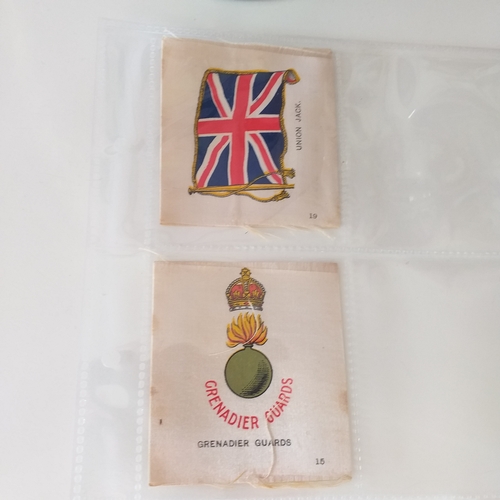 UNION JACK.
19
GRENADIER GUARDS
GRENADIER GUARDS
15